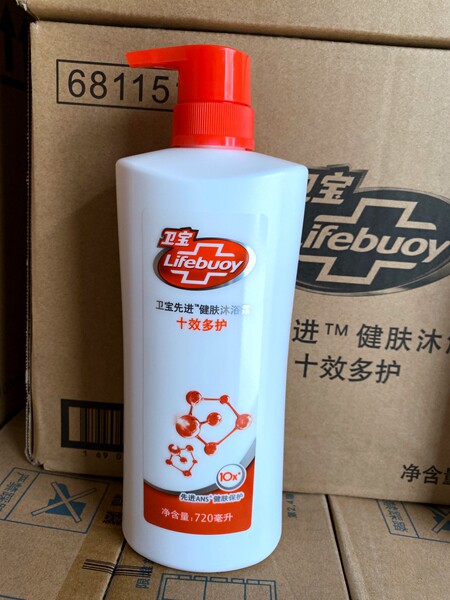 68115
卫宝
Lifebuoy
卫宝先进™健肤沐浴
十效多护
10x
先进ANS 健肤保护
净含量:720毫升
卫宝
Lifebuoy
进™ 健肤沐
十效多护
净含量